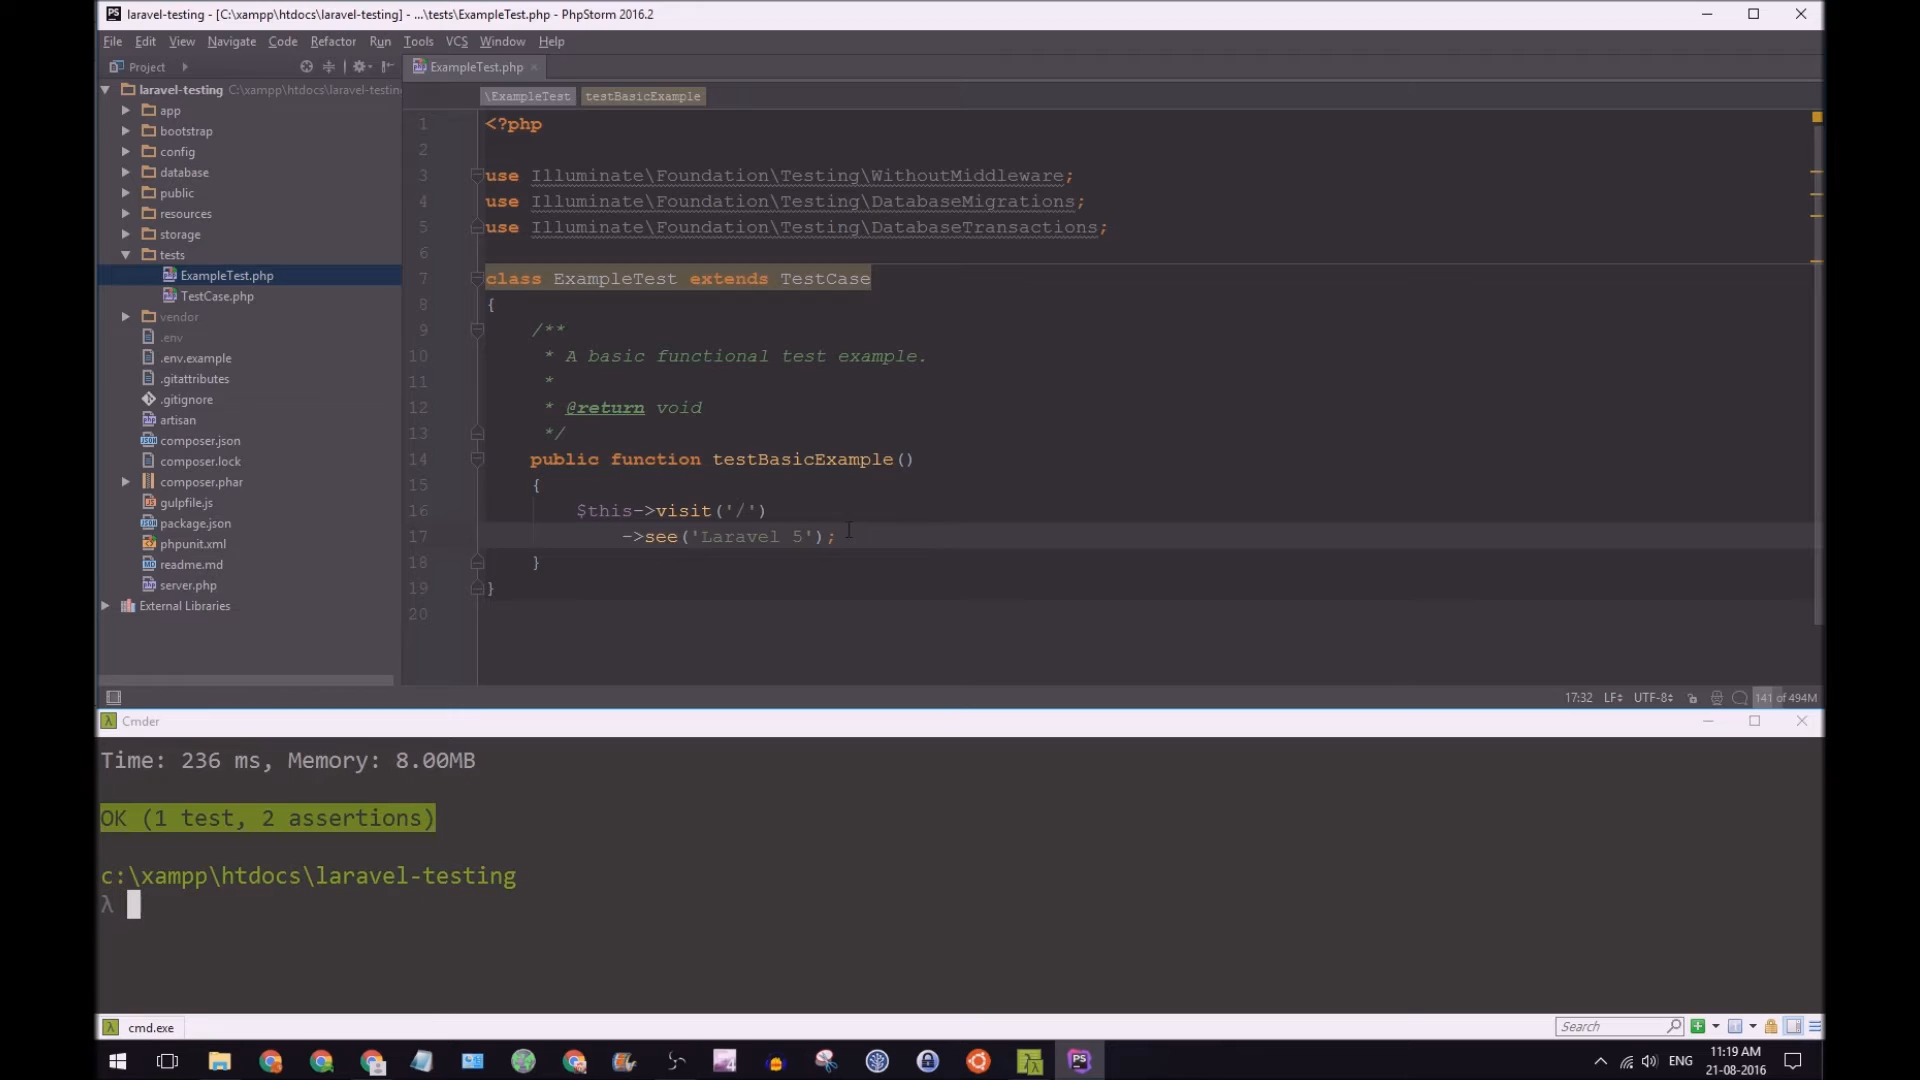 laravel-testing - [C:\xampp\htdocs\laravel-testing] - ...\tests\ExampleTest.php - PhpStorm 2016.2
File Edit View Navigate Code Refactor Run Tools VCS Window Help
Project
ExampleTest.php
laravel-testing C:\xampp\htdocs\laravel-testing
\ExampleTest testBasicExample
app
bootstrap
config
database
public
resources
storage
tests
ExampleTest.php
TestCase.php
vendor
.env
.env.example
.gitattributes
.gitignore
artisan
composer.json
composer.lock
composer.phar
gulpfile.js
package.json
phpunit.xml
readme.md
server.php
External Libraries
1 <?php
2
3 use Illuminate\Foundation\Testing\WithoutMiddleware;
4 use Illuminate\Foundation\Testing\DatabaseMigrations;
5 use Illuminate\Foundation\Testing\DatabaseTransactions;
6
7 class ExampleTest extends TestCase
8 {
9 /**
10 * A basic functional test example.
11 *
12 * @return void
13 */
14 public function testBasicExample()
15 {
16 $this->visit('/')
17 ->see('Laravel 5');
18 }
19 }
20
17:32 LF UTF-8 141 of 494M
Cmder
Time: 236 ms, Memory: 8.00MB
OK (1 test, 2 assertions)
c:\xampp\htdocs\laravel-testing
λ
cmd.exe
Search
ENG
11:19 AM
21-08-2016